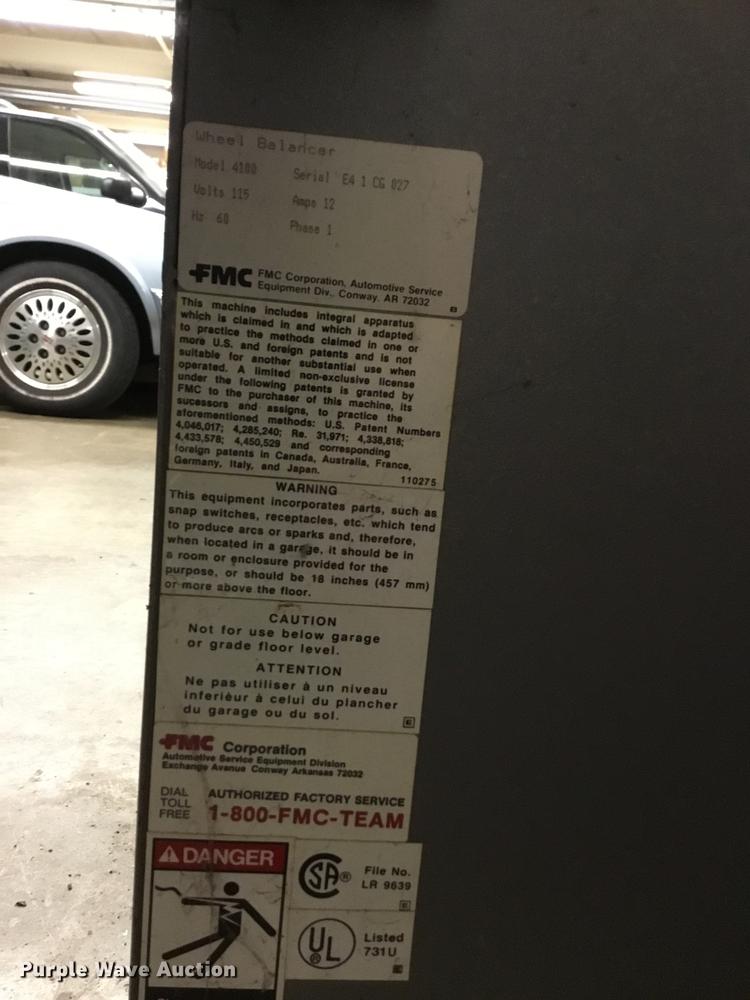 Wheel Balancer
Model 4100 Serial E4 1 CG 027
Volts 115 Amps 12
Hz 60 Phase 1
FMC FMC Corporation, Automotive Service
Equipment Div., Conway, AR 72032
This machine includes integral apparatus
which is claimed in and which is adapted
to practice the methods claimed in one or
more U.S. and foreign patents and is not
suitable for another substantial use when
operated. A limited non-exclusive license
under the following patents is granted by
FMC to the purchaser of this machine, its
sucessors and assigns, to practice the
aforementioned methods: U.S. Patent Numbers
4,046,017; 4,285,240; Re. 31,971; 4,338,818;
4,433,578; 4,450,529 and corresponding
foreign patents in Canada, Australia, France,
Germany, Italy, and Japan.
110275
WARNING
This equipment incorporates parts, such as
snap switches, receptacles, etc. which tend
to produce arcs or sparks and, therefore,
when located in a garage, it should be in
a room or enclosure provided for the
purpose, or should be 18 inches (457 mm)
or more above the floor.
CAUTION
Not for use below garage
or grade floor level.
ATTENTION
Ne pas utiliser à un niveau
inferièur à celui du plancher
du garage ou du sol.
FMC Corporation
Automotive Service Equipment Division
Exchange Avenue Conway Arkansas 72032
DIAL
TOLL
FREE
AUTHORIZED FACTORY SERVICE
1-800-FMC-TEAM
DANGER
SA® File No.
LR 9639
UL Listed
731U
Purple Wave Auction